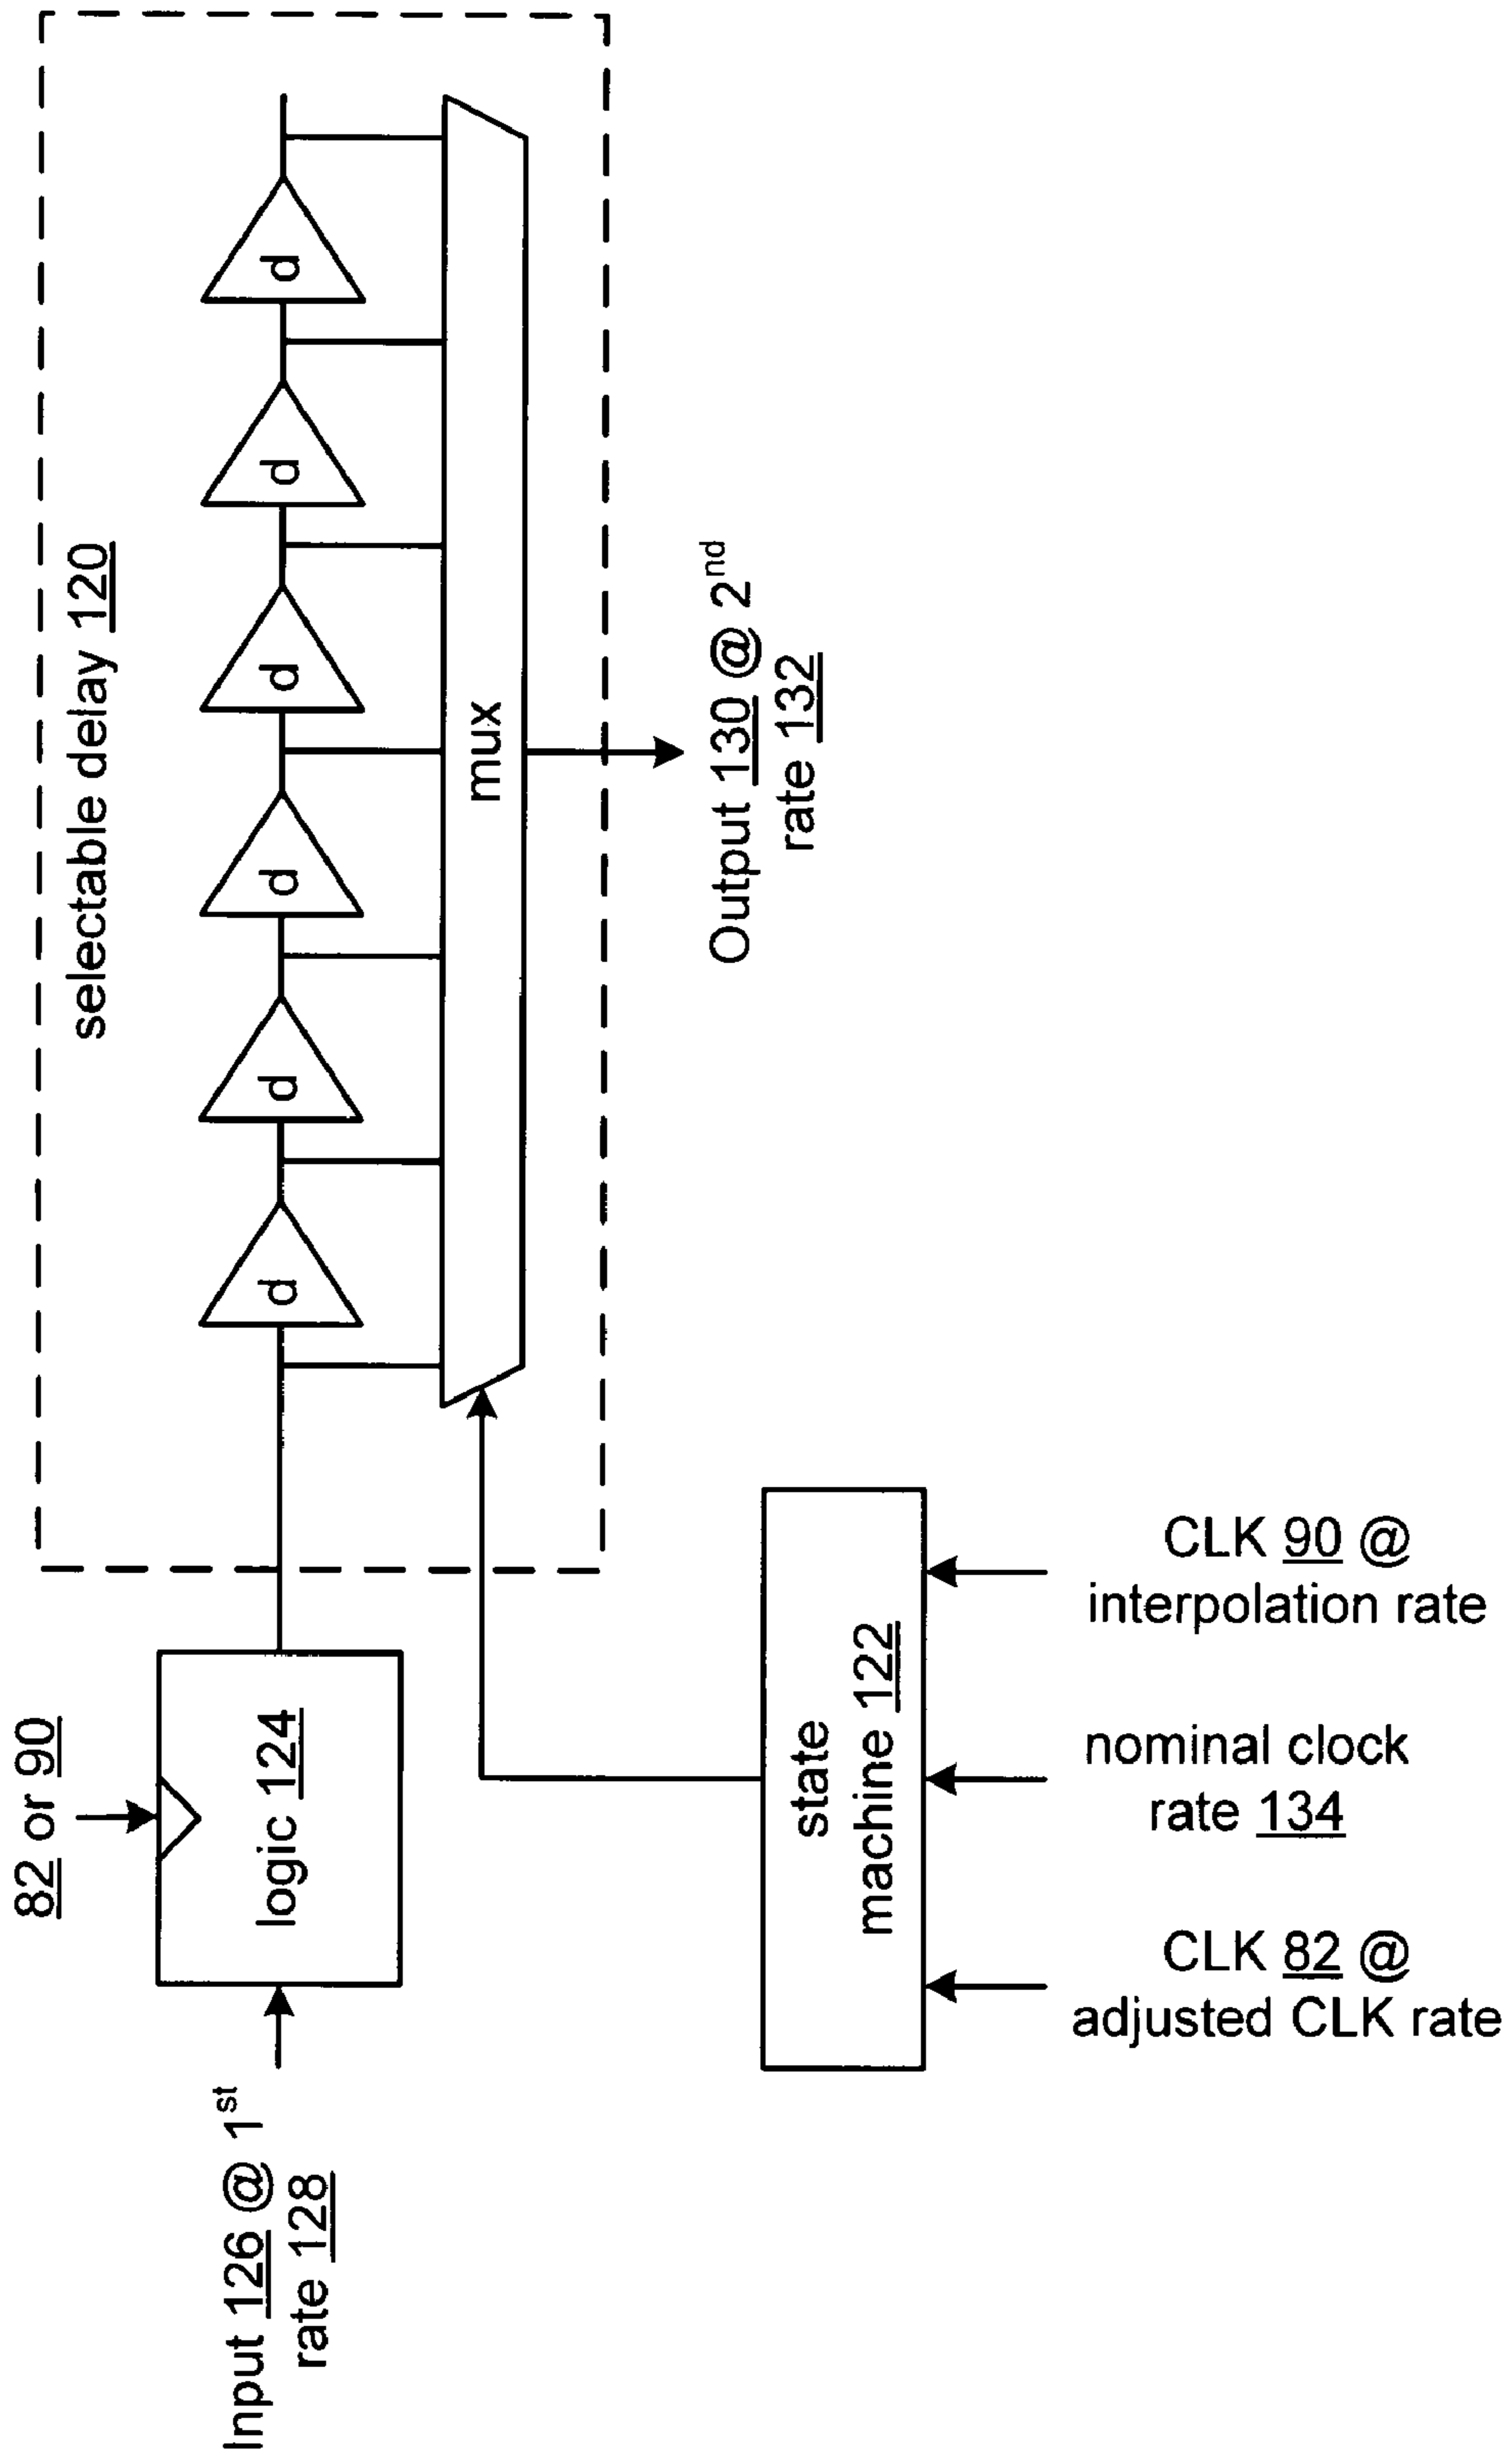 selectable delay 120
82 or 90
d
d
d
d
d
d
logic 124
mux
Input 126 @ 1st
rate 128
Output 130 @ 2nd
rate 132
state
machine 122
CLK 82 @
adjusted CLK rate
nominal clock
rate 134
CLK 90 @
interpolation rate